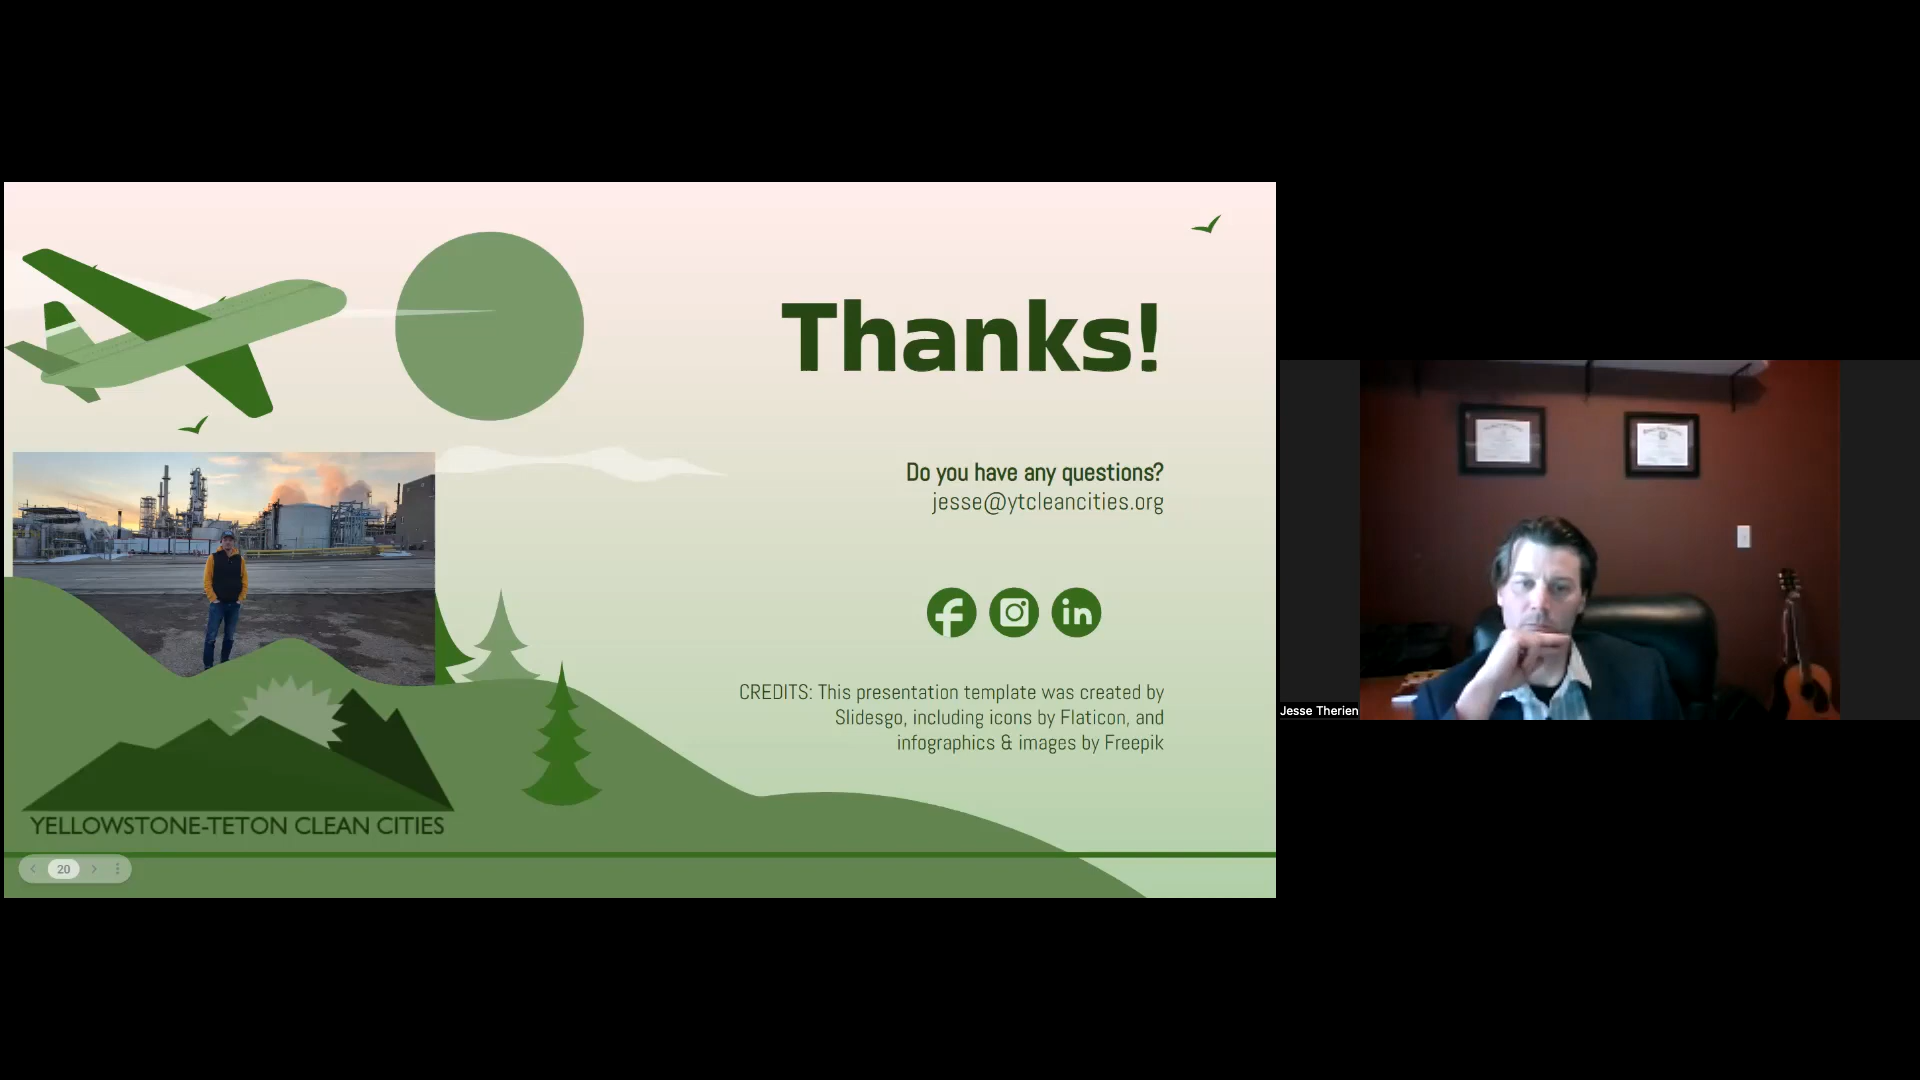 Thanks!
Do you have any questions?
jesse@ytcleancities.org
CREDITS: This presentation template was created by
Slidesgo, including icons by Flaticon, and
infographics & images by Freepik
YELLOWSTONE-TETON CLEAN CITIES
20
Jesse Therien